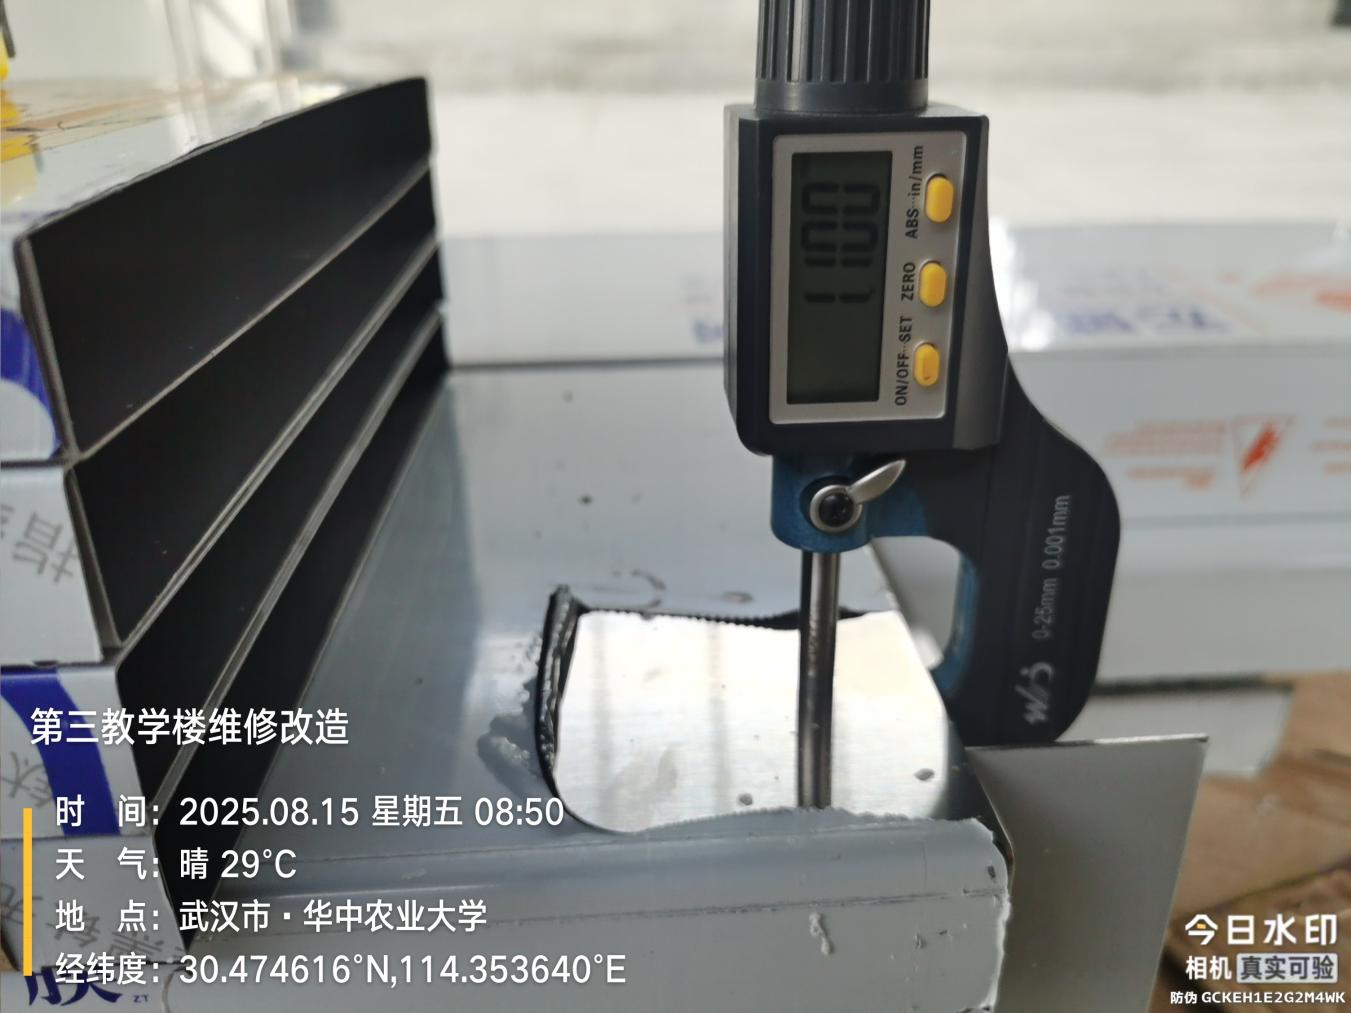 1.100
ABS···in/mm
ZERO
ON/OFF···SET
0-25mm 0.001mm
第三教学楼维修改造
时 间：2025.08.15 星期五 08:50
天 气：晴 29°C
地 点：武汉市·华中农业大学
经纬度：30.474616°N,114.353640°E
今日水印
相机 真实可验
防伪 GCKEH1E2G2M4WK